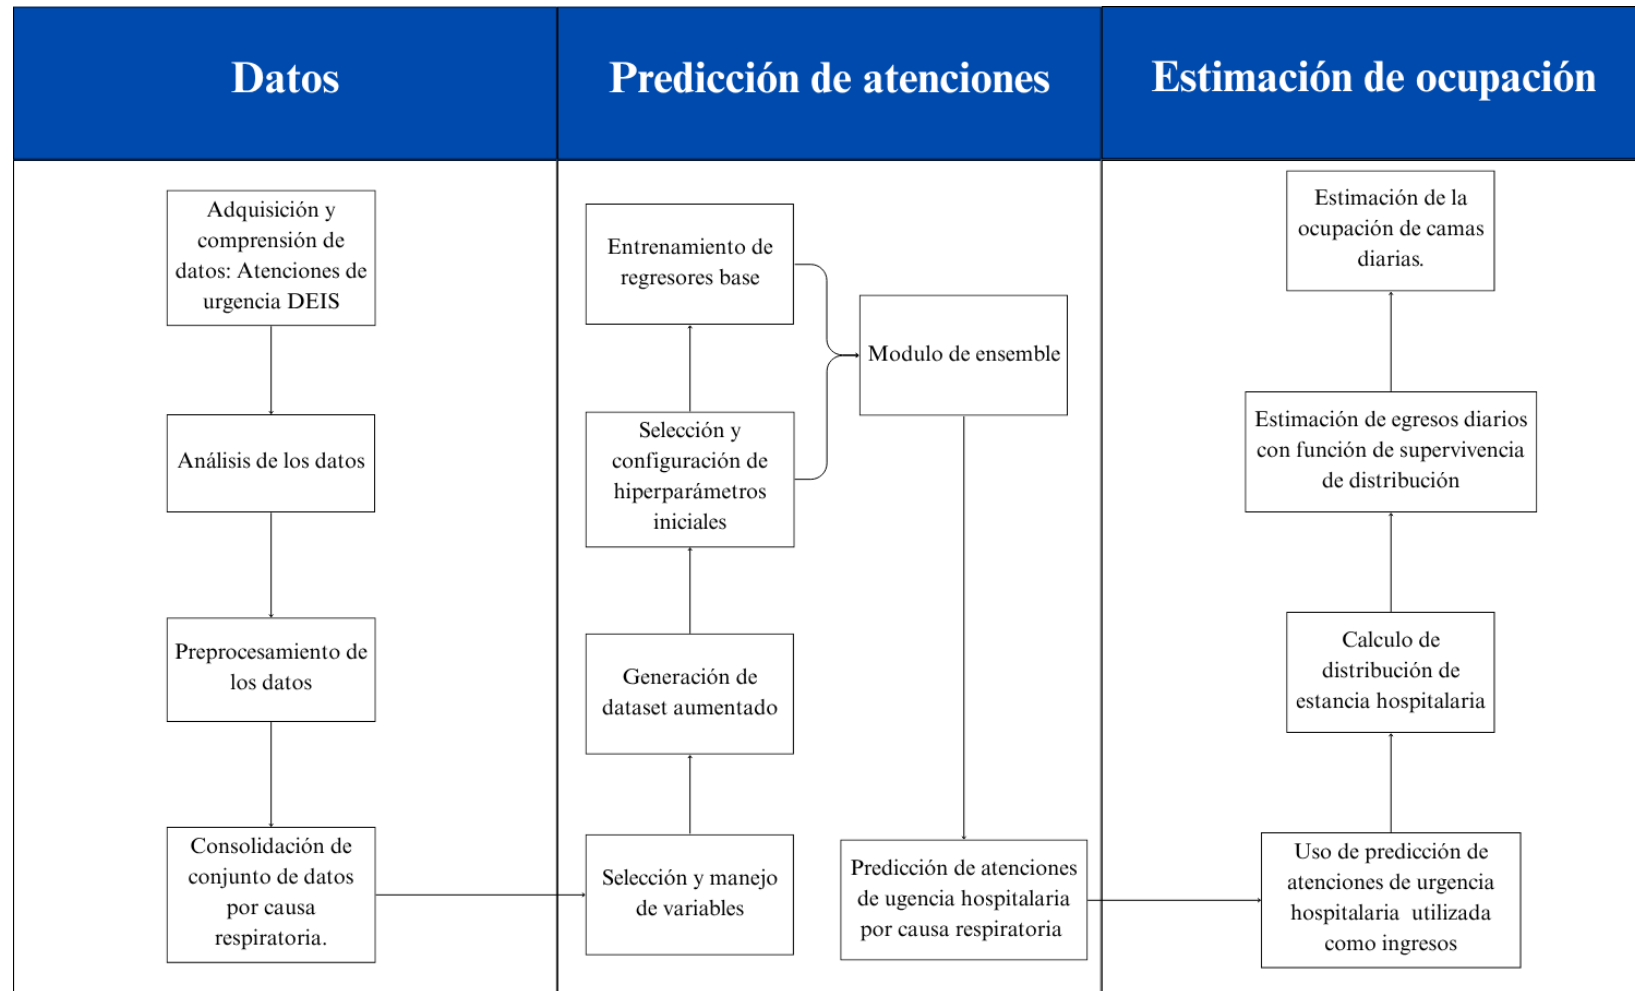 Datos
Predicción de atenciones
Estimación de ocupación
Adquisición y
comprensión de
datos: Atenciones de
urgencia DEIS
Análisis de los datos
Preprocesamiento de
los datos
Consolidación de
conjunto de datos
por causa
respiratoria.
Selección y manejo
de variables
Generación de
dataset aumentado
Selección y
configuración de
hiperparámetros
iniciales
Entrenamiento de
regresores base
Modulo de ensemble
Predicción de atenciones
de ugencia hospitalaria
por causa respiratoria
Uso de predicción de
atenciones de urgencia
hospitalaria utilizada
como ingresos
Calculo de
distribución de
estancia hospitalaria
Estimación de egresos diarios
con función de supervivencia
de distribución
Estimación de la
ocupación de camas
diarias.